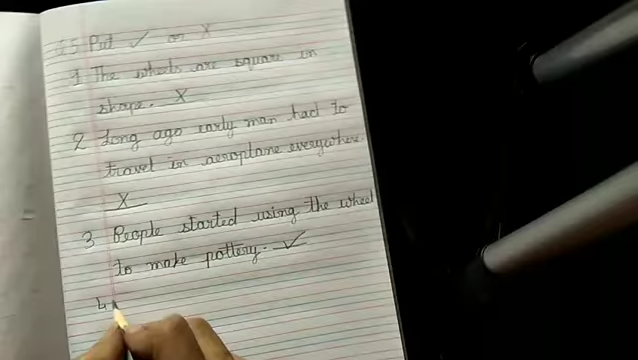 Q5 Put ✓ or X
1 The wheels are square in
shape. X
2 Long ago early man had to
travel in aeroplane everywhere.
X
3 People started using the wheel
to make pottery. ✓
4